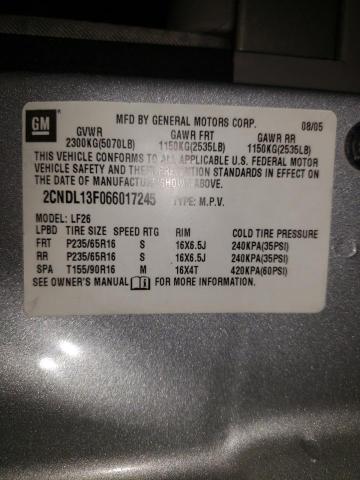 GM
MFD BY GENERAL MOTORS CORP. 08/05
GVWR GAWR FRT GAWR RR
2300KG(5070LB) 1150KG(2535LB) 1150KG(2535LB)
THIS VEHICLE CONFORMS TO ALL APPLICABLE U.S. FEDERAL MOTOR
VEHICLE SAFETY AND THEFT PREVENTION STANDARDS IN EFFECT ON
THE DATE OF MANUFACTURE SHOWN ABOVE.
2CNDL13F066017245 TYPE: M.P.V.
MODEL: LF26
LPBD TIRE SIZE SPEED RTG RIM COLD TIRE PRESSURE
FRT P235/65R16 S 16X6.5J 240KPA(35PSI)
RR P235/65R16 S 16X6.5J 240KPA(35PSI)
SPA T155/90R16 M 16X4T 420KPA(60PSI)
SEE OWNER'S MANUAL FOR MORE INFORMATION.